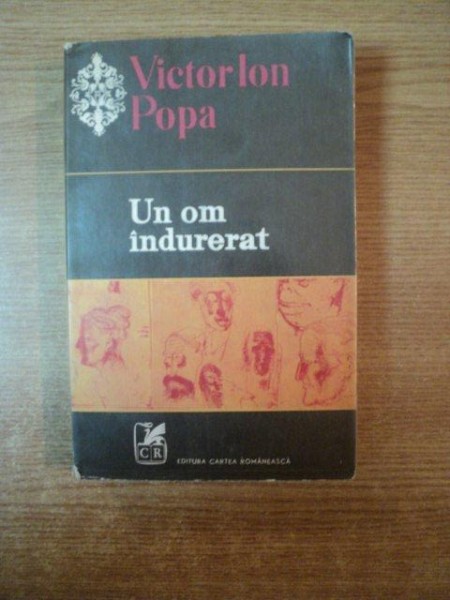 Victor Ion
Popa
Un om
îndurerat
CR
EDITURA CARTEA ROMÂNEASCĂ